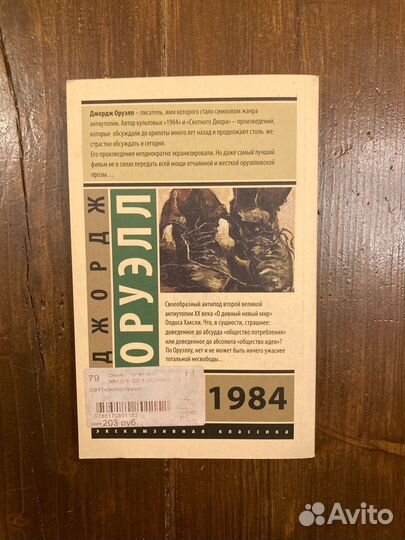 Джордж Оруэлл – писатель, имя которого стало символом жанра
антиутопии. Автор культовых «1984» и «Скотного Двора» – произведений,
которые обсуждали до хрипоты много лет назад и продолжают столь же
страстно обсуждать и сегодня.
Его произведения неоднократно экранизировали. Но даже самый лучший
фильм не в силах передать всей мощи отчаянной и жесткой оруэлловской
прозы…
ДЖОРДЖ
ОРУЭЛЛ
Своеобразный антипод второй великой
антиутопии XX века «О дивный новый мир»
Олдоса Хаксли. Что, в сущности, страшнее:
доведенное до абсурда «общество потребления»
или доведенное до абсолюта «общество идеи»?
По Оруэллу, нет и не может быть ничего ужаснее
тотальной несвободы…
79
9785170801152
203 руб.
1984
эксклюзивная классика
Avito